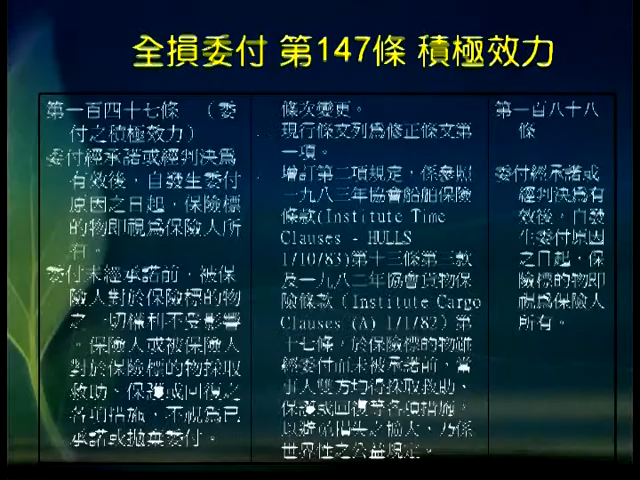 全損委付 第147條 積極效力
第一百四十七條 （委
付之積極效力）
委付經承諾或經判決為
有效後，自發生委付
原因之日起，保險標
的物即視為保險人所
有。
委付未經承諾前，被保
險人對於保險標的物
之一切權利不受影響
。保險人或被保險人
對於保險標的物採取
救助、保護或回復之
各項措施，不視為已
承諾或拋棄委付。
條次變更。
現行條文列為修正條文第
一項。
增訂第二項規定，係參照
一九八三年協會船舶保險
條款(Institute Time
Clauses - HULLS
1/10/83)第十三條第三款
及一九八二年協會貨物保
險條款（Institute Cargo
Clauses (A) 1/1/82）第
十七條，於保險標的物雖
經委付而未被承諾前，當
事人雙方均得採取救助、
保護或回復等各項措施，
以避免損失之擴大，乃係
世界性之公益規定。
第一百八十八
條
委付經承諾或
經判決為有
效後，自發
生委付原因
之日起，保
險標的物即
視為保險人
所有。